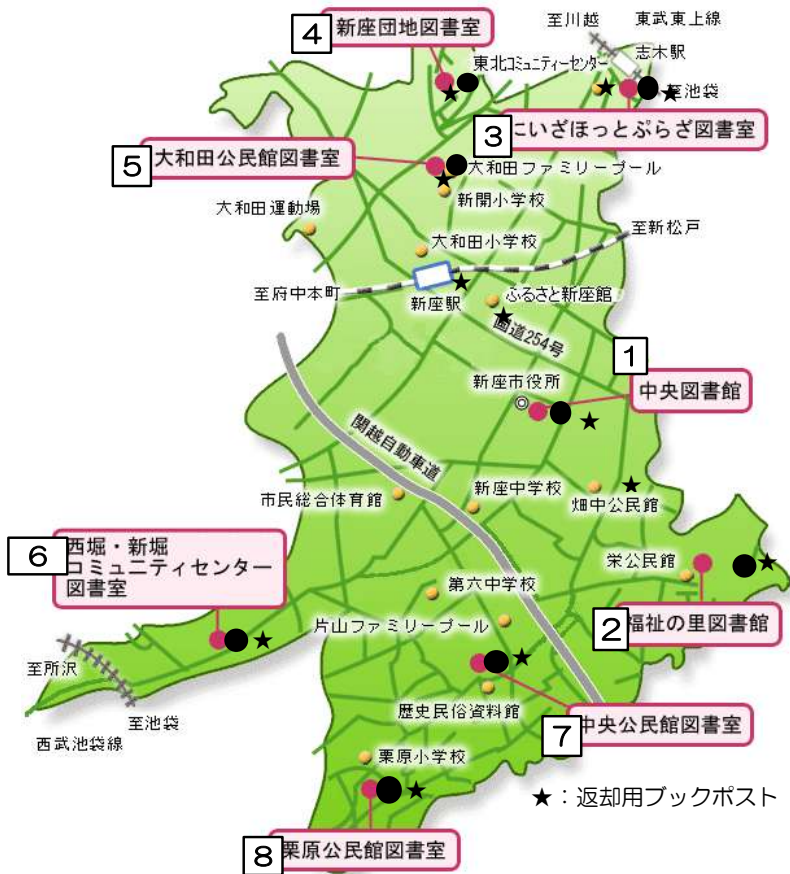 4
新座団地図書室
至川越
東武東上線
志木駅
東北コミュニティーセンター
至池袋
3
にいざほっとぷらざ図書室
5
大和田公民館図書室
大和田ファミリープール
新開小学校
大和田運動場
大和田小学校
至新松戸
至府中本町
新座駅
ふるさと新座館
国道254号
1
新座市役所
中央図書館
関越自動車道
市民総合体育館
新座中学校
畑中公民館
6
西堀・新堀
コミュニティセンター
図書室
栄公民館
第六中学校
2
福祉の里図書館
片山ファミリープール
至所沢
至池袋
西武池袋線
歴史民俗資料館
7
中央公民館図書室
栗原小学校
★：返却用ブックポスト
8
栗原公民館図書室